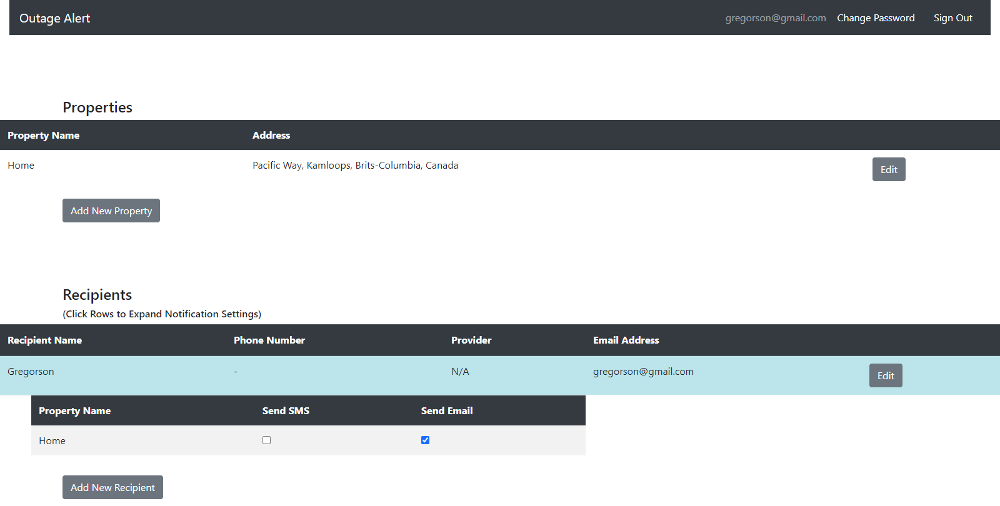 Outage Alert gregorson@gmail.com Change Password Sign Out
Properties
Property Name Address
Home Pacific Way, Kamloops, Brits-Columbia, Canada Edit
Add New Property
Recipients
(Click Rows to Expand Notification Settings)
Recipient Name Phone Number Provider Email Address
Gregorson - N/A gregorson@gmail.com Edit
Property Name Send SMS Send Email
Home
Add New Recipient